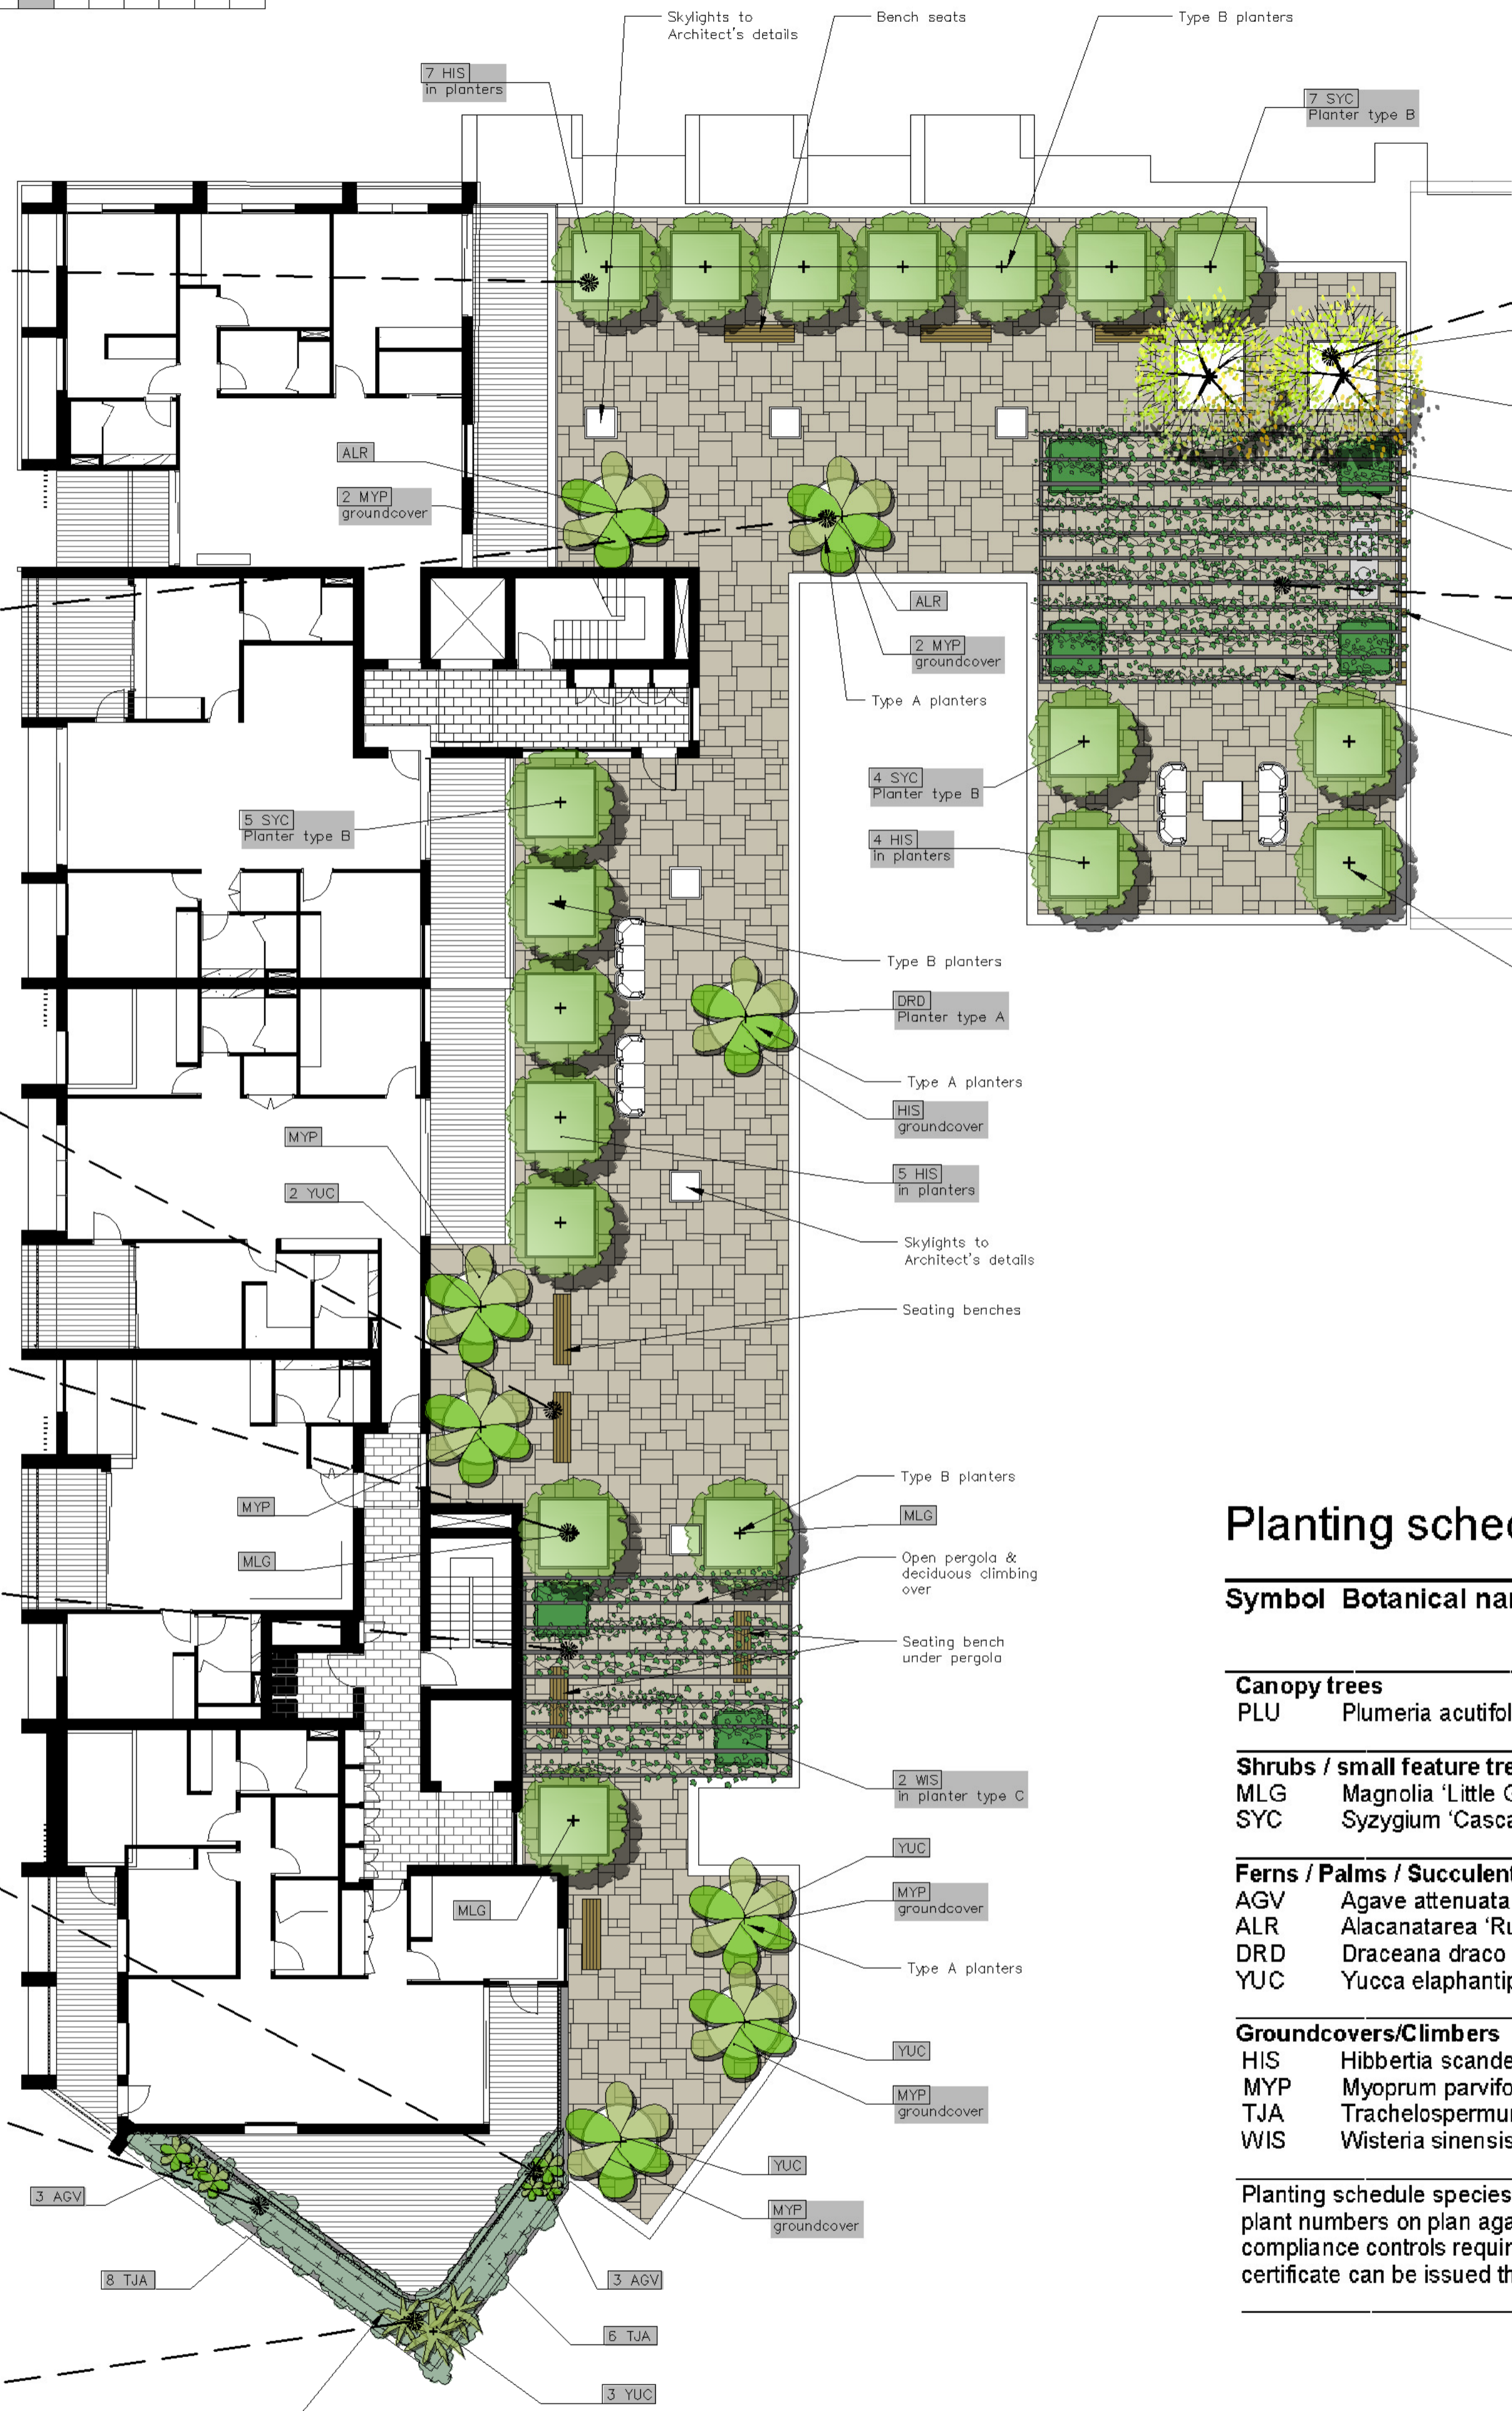 Skylights to
Architect's details
Bench seats
Type B planters
7 HIS
in planters
7 SYC
Planter type B
ALR
2 MYP
groundcover
ALR
2 MYP
groundcover
Type A planters
4 SYC
Planter type B
5 SYC
Planter type B
4 HIS
in planters
Type B planters
DRD
Planter type A
Type A planters
HIS
groundcover
MYP
5 HIS
in planters
2 YUC
Skylights to
Architect's details
Seating benches
Type B planters
MYP
MLG
MLG
Open pergola &
deciduous climbing
over
Seating bench
under pergola
2 WIS
in planter type C
YUC
MYP
groundcover
MLG
Type A planters
YUC
MYP
groundcover
YUC
MYP
groundcover
3 AGV
8 TJA
3 AGV
6 TJA
3 YUC
Planting sched
Symbol Botanical nar
Canopy trees
PLU Plumeria acutifol
Shrubs / small feature tre
MLG Magnolia ‘Little G
SYC Syzygium ‘Casca
Ferns / Palms / Succulent
AGV Agave attenuata
ALR Alacanatarea ‘Ru
DRD Draceana draco
YUC Yucca elaphantip
Groundcovers/Climbers
HIS Hibbertia scande
MYP Myoprum parvifo
TJA Trachelospermum
WIS Wisteria sinensis
Planting schedule species
plant numbers on plan aga
compliance controls requir
certificate can be issued th